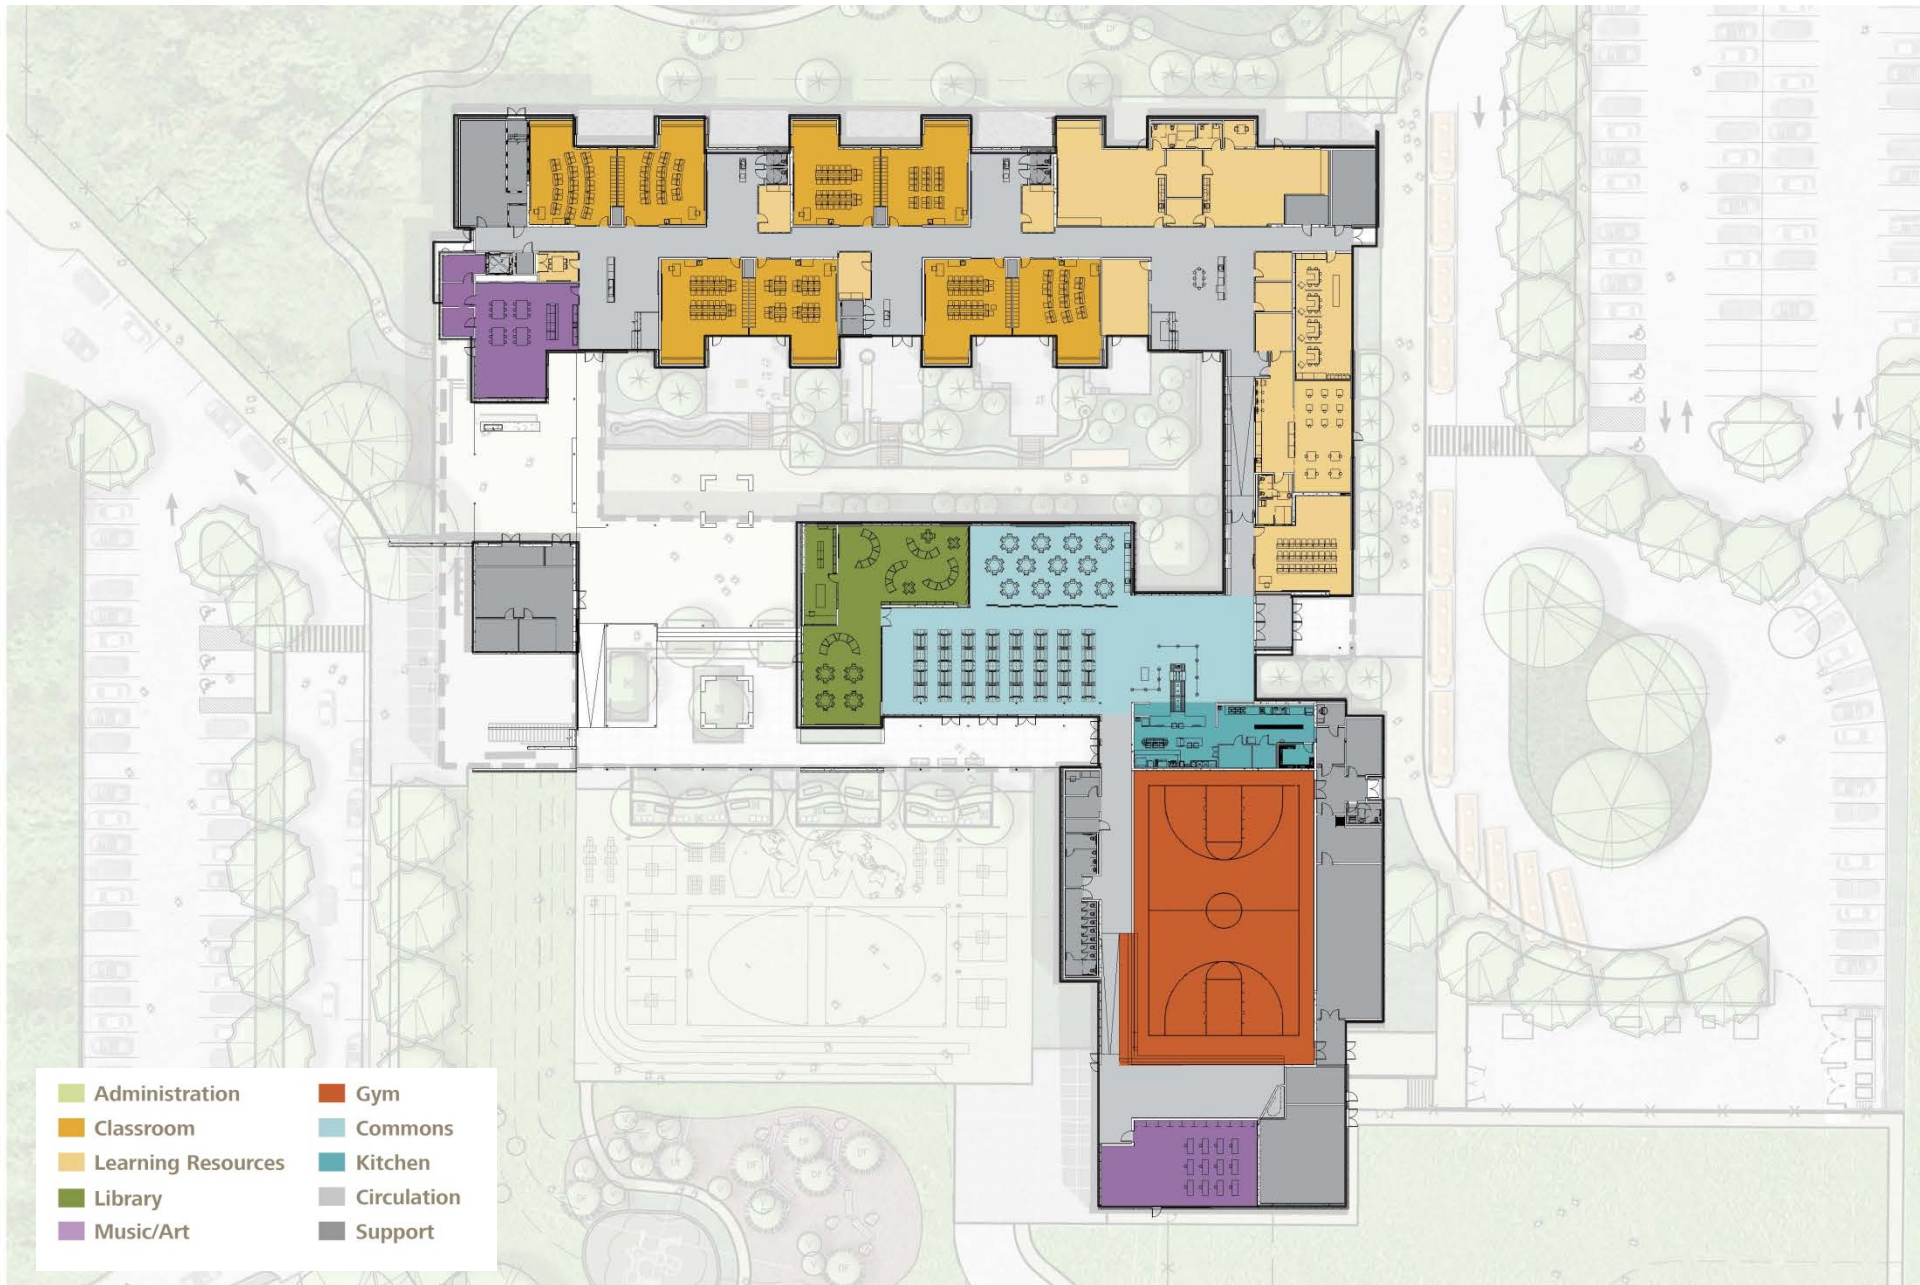 Administration
Classroom
Learning Resources
Library
Music/Art
Gym
Commons
Kitchen
Circulation
Support